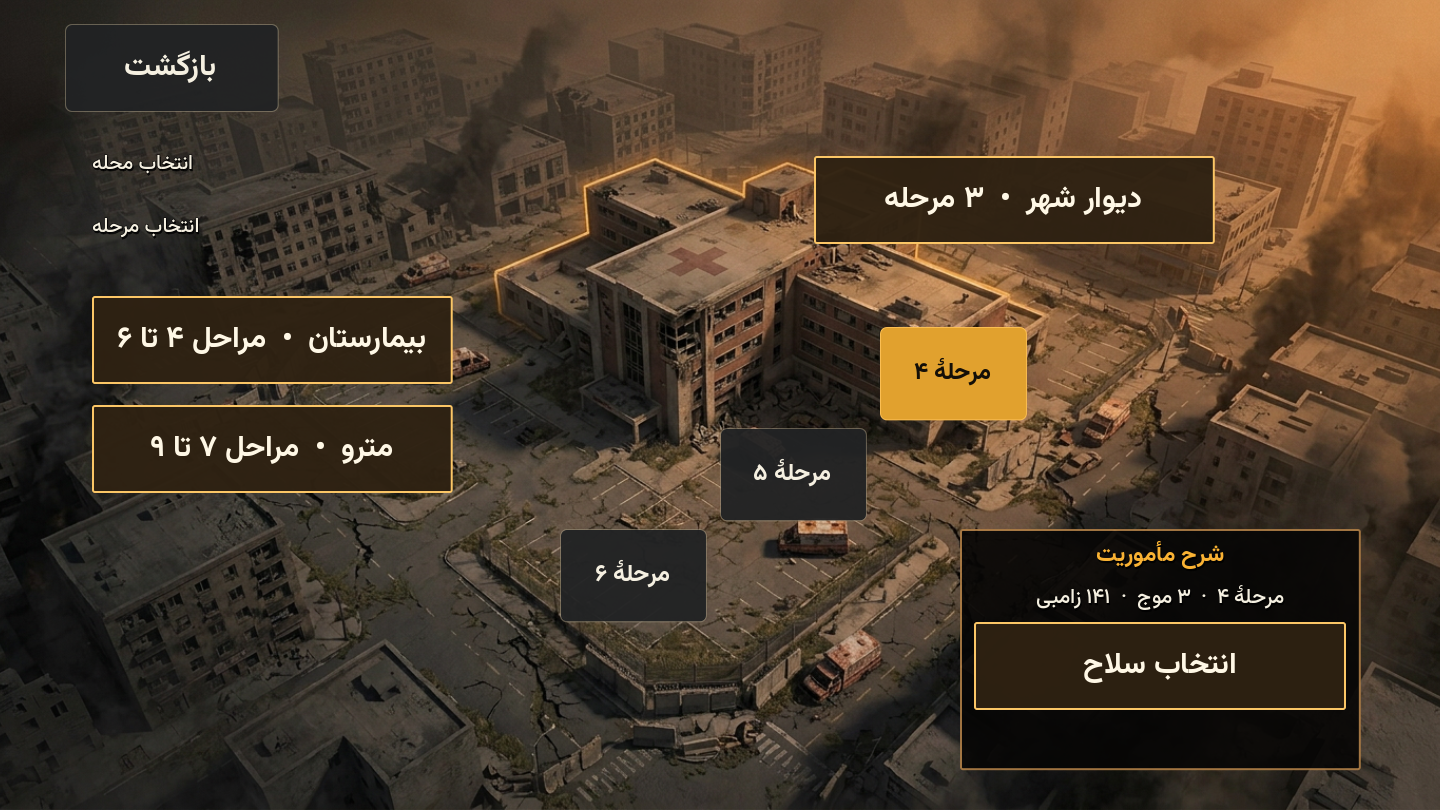 بازگشت
انتخاب محله
انتخاب مرحله
دیوار شهر • ۳ مرحله
بیمارستان • مراحل ۴ تا ۶
مترو • مراحل ۷ تا ۹
مرحلهٔ ۴
مرحلهٔ ۵
مرحلهٔ ۶
شرح مأموریت
مرحلهٔ ۴ · ۳ موج · ۱۴۱ زامبی
انتخاب سلاح